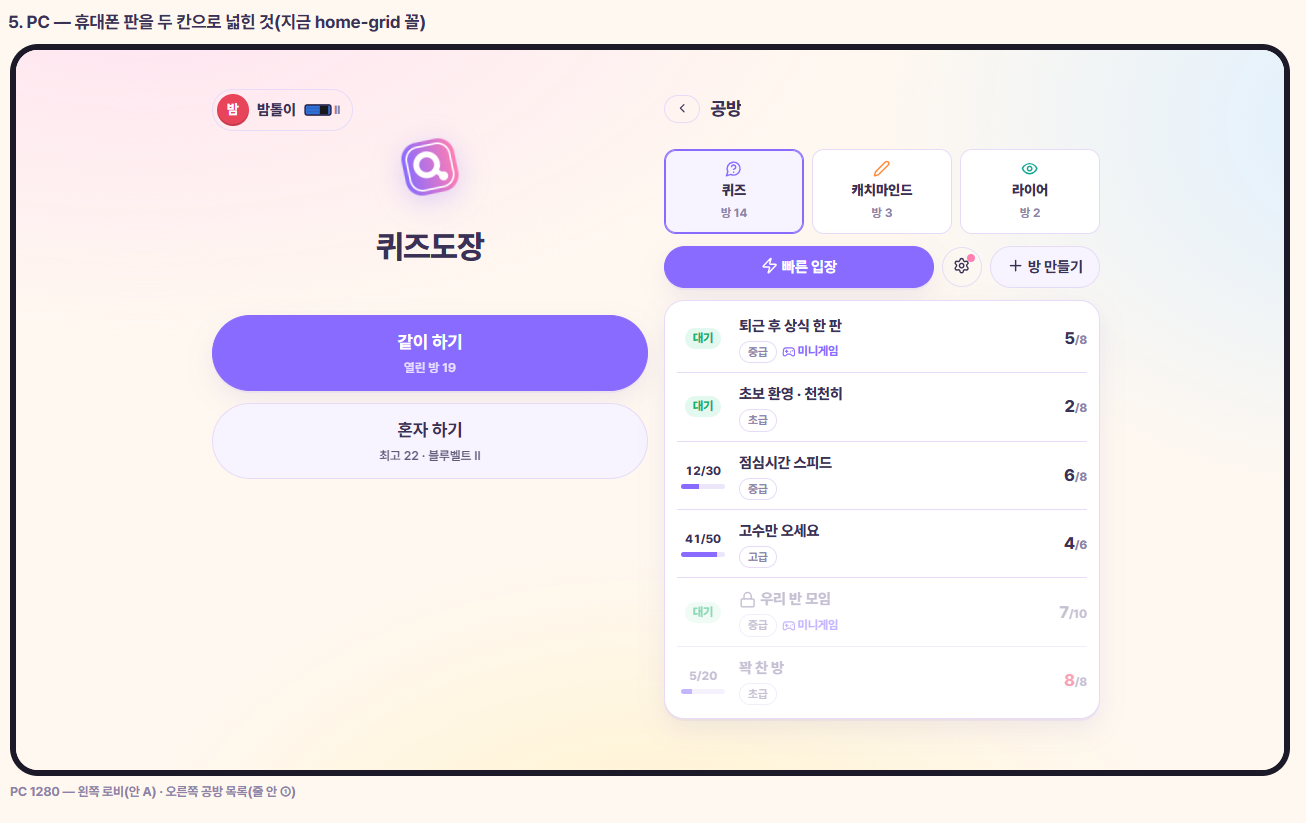 5. PC — 휴대폰 판을 두 칸으로 넓힌 것(지금 home-grid 꼴)
밤 밤톨이 II
퀴즈도장
같이 하기
열린 방 19
혼자 하기
최고 22 · 블루벨트 II
공방
퀴즈
방 14
캐치마인드
방 3
라이어
방 2
빠른 입장
+ 방 만들기
대기 퇴근 후 상식 한 판 5/8
중급 미니게임
대기 초보 환영 · 천천히 2/8
초급
12/30 점심시간 스피드 6/8
중급
41/50 고수만 오세요 4/6
고급
대기 우리 반 모임 7/10
중급 미니게임
5/20 꽉 찬 방 8/8
초급
PC 1280 — 왼쪽 로비(안 A) · 오른쪽 공방 목록(줄 안 ①)